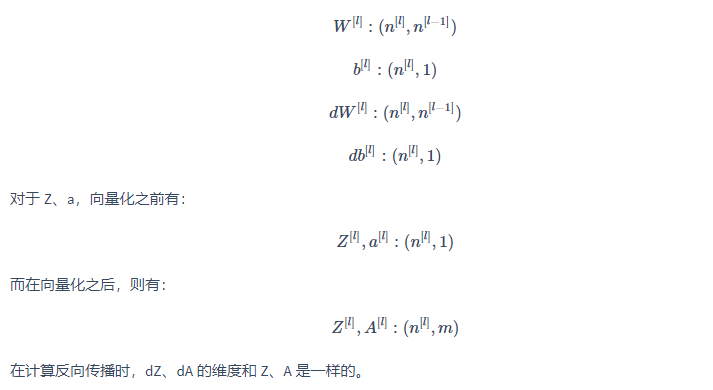 W^{[l]} : (n^{[l]}, n^{[l-1]})
b^{[l]} : (n^{[l]}, 1)
dW^{[l]} : (n^{[l]}, n^{[l-1]})
db^{[l]} : (n^{[l]}, 1)
对于 Z、a，向量化之前有：
Z^{[l]}, a^{[l]} : (n^{[l]}, 1)
而在向量化之后，则有：
Z^{[l]}, A^{[l]} : (n^{[l]}, m)
在计算反向传播时，dZ、dA 的维度和 Z、A 是一样的。